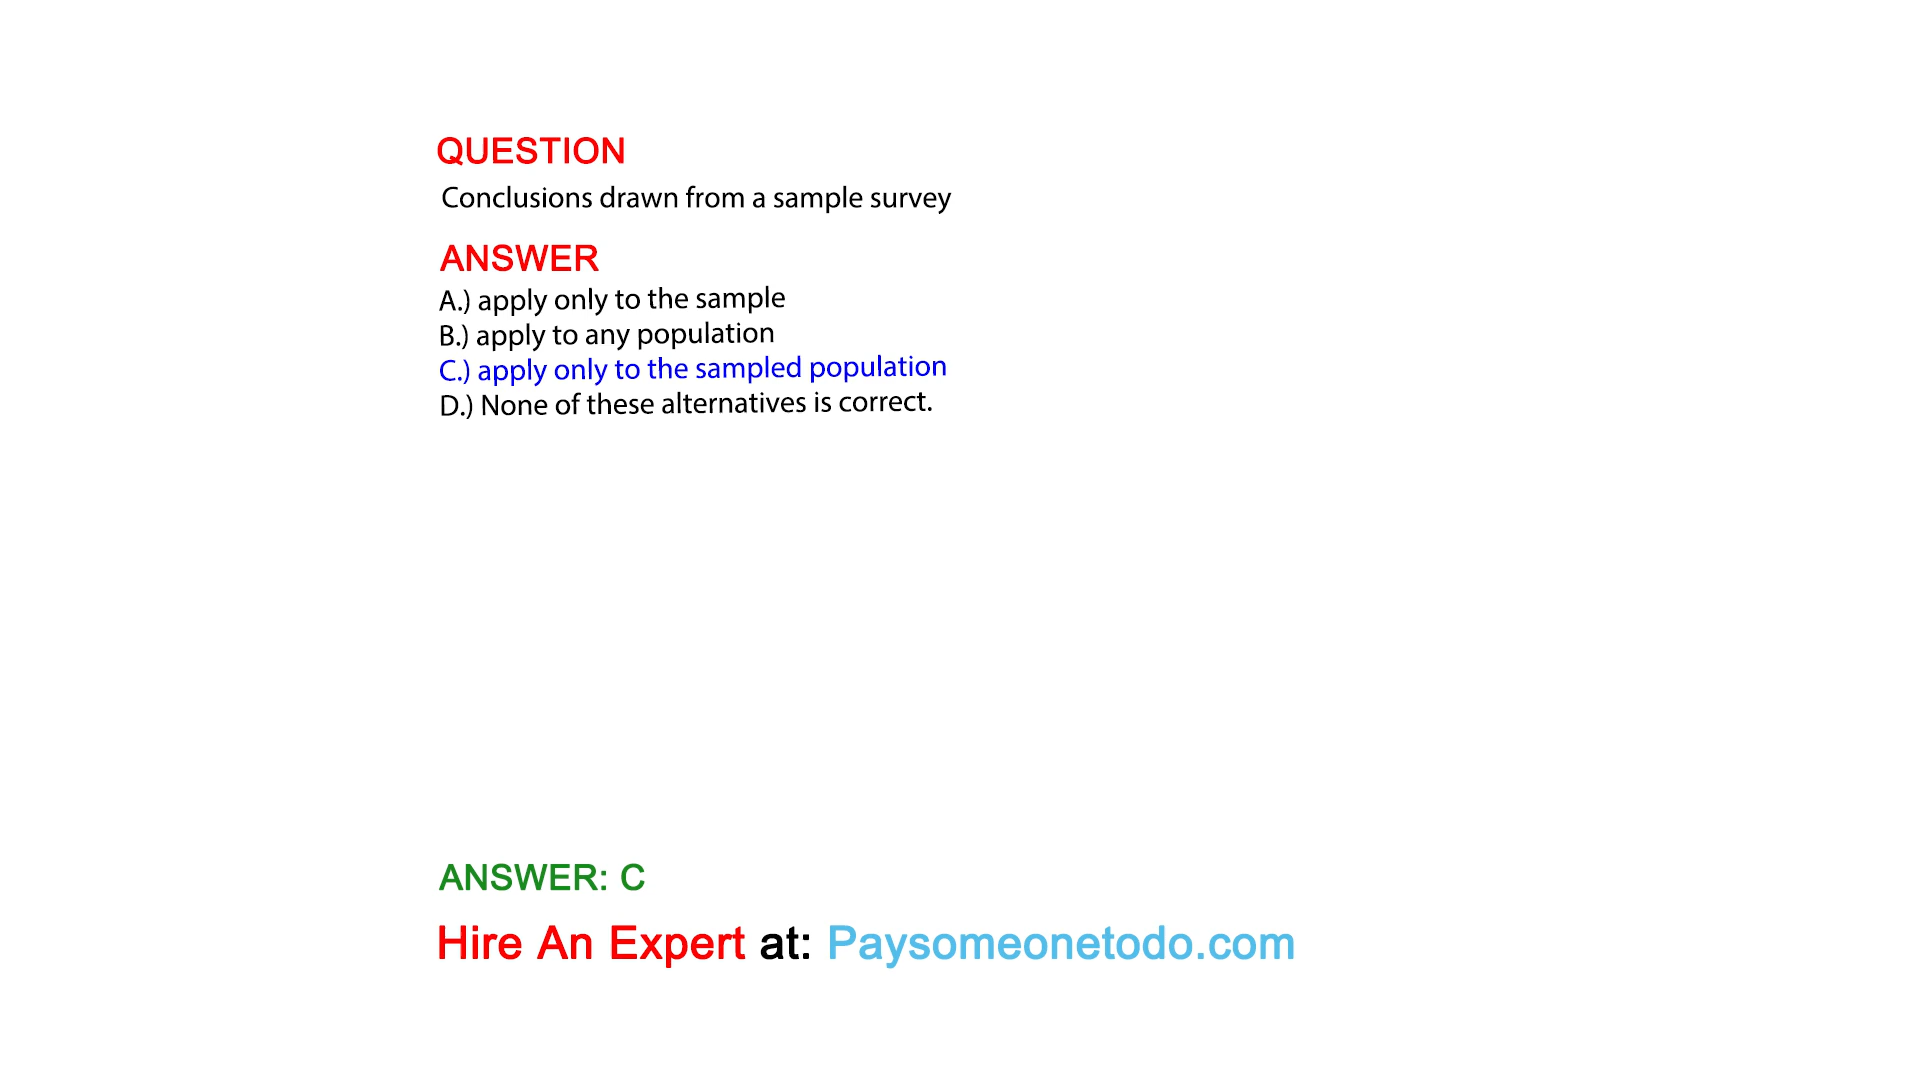 QUESTION
Conclusions drawn from a sample survey
ANSWER
A.) apply only to the sample
B.) apply to any population
C.) apply only to the sampled population
D.) None of these alternatives is correct.
ANSWER: C
Hire An Expert at: Paysomeonetodo.com